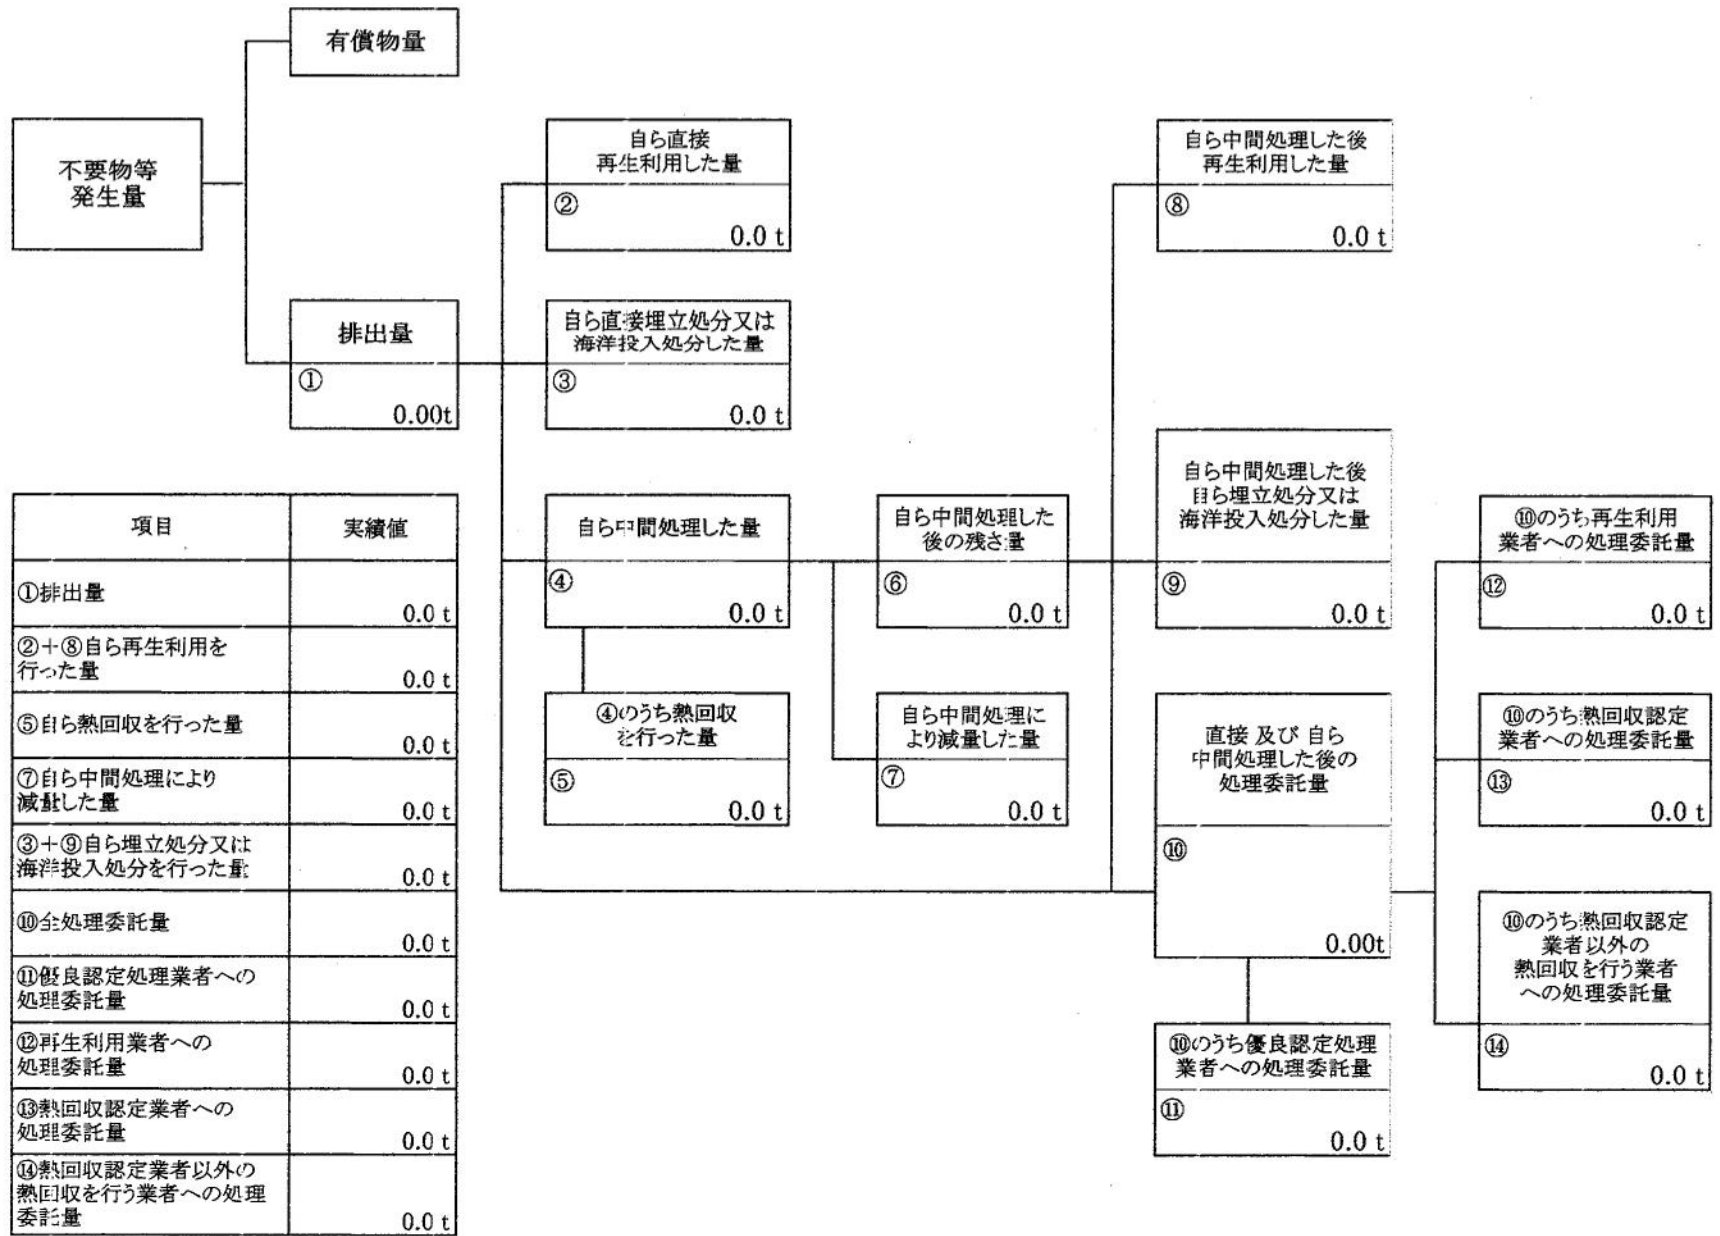 有償物量
不要物等
発生量
自ら直接
再生利用した量
②
0.0 t
自ら中間処理した後
再生利用した量
⑧
0.0 t
排出量
①
0.00t
自ら直接埋立処分又は
海洋投入処分した量
③
0.0 t
自ら中間処理した量
④
0.0 t
自ら中間処理した
後の残さ量
⑥
0.0 t
自ら中間処理した後
自ら埋立処分又は
海洋投入処分した量
⑨
0.0 t
⑩のうち再生利用
業者への処理委託量
⑫
0.0 t
④のうち熱回収
を行った量
⑤
0.0 t
自ら中間処理に
より減量した量
⑦
0.0 t
直接 及び 自ら
中間処理した後の
処理委託量
⑩
0.00t
⑩のうち熱回収認定
業者への処理委託量
⑬
0.0 t
⑩のうち熱回収認定
業者以外の
熱回収を行う業者
への処理委託量
⑭
0.0 t
⑩のうち優良認定処理
業者への処理委託量
⑪
0.0 t
項目 実績値
①排出量
0.0 t
②＋⑧自ら再生利用を
行った量
0.0 t
⑤自ら熱回収を行った量
0.0 t
⑦自ら中間処理により
減量した量
0.0 t
③＋⑨自ら埋立処分又は
海洋投入処分を行った量
0.0 t
⑩全処理委託量
0.0 t
⑪優良認定処理業者への
処理委託量
0.0 t
⑫再生利用業者への
処理委託量
0.0 t
⑬熱回収認定業者への
処理委託量
0.0 t
⑭熱回収認定業者以外の
熱回収を行う業者への処理
委託量
0.0 t